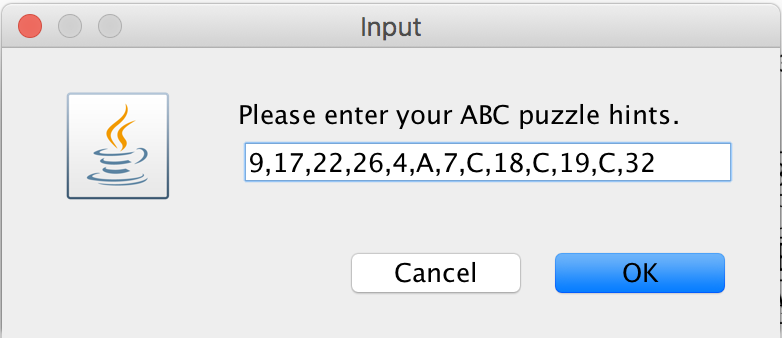 Input
Please enter your ABC puzzle hints.
9,17,22,26,4,A,7,C,18,C,19,C,32
Cancel OK